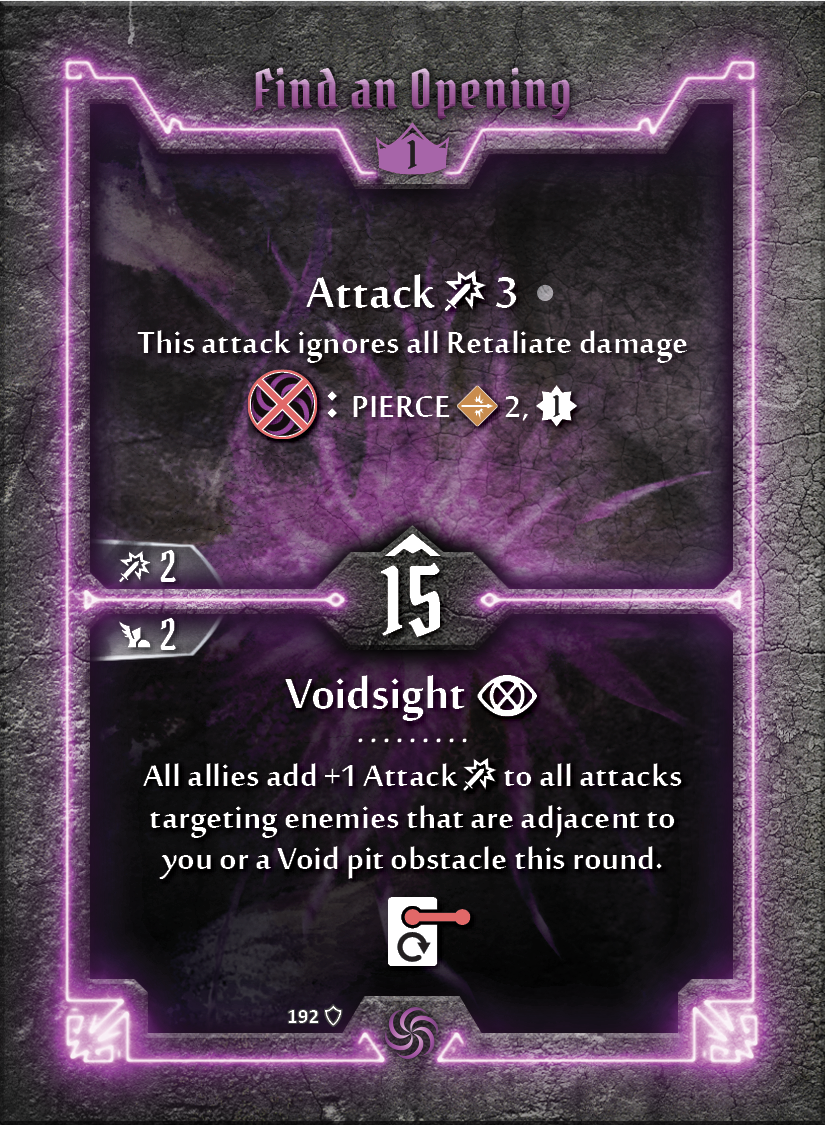 Find an Opening
1
Attack 3
This attack ignores all Retaliate damage
: PIERCE 2, 1
2
15
2
Voidsight
All allies add +1 Attack to all attacks
targeting enemies that are adjacent to
you or a Void pit obstacle this round.
192